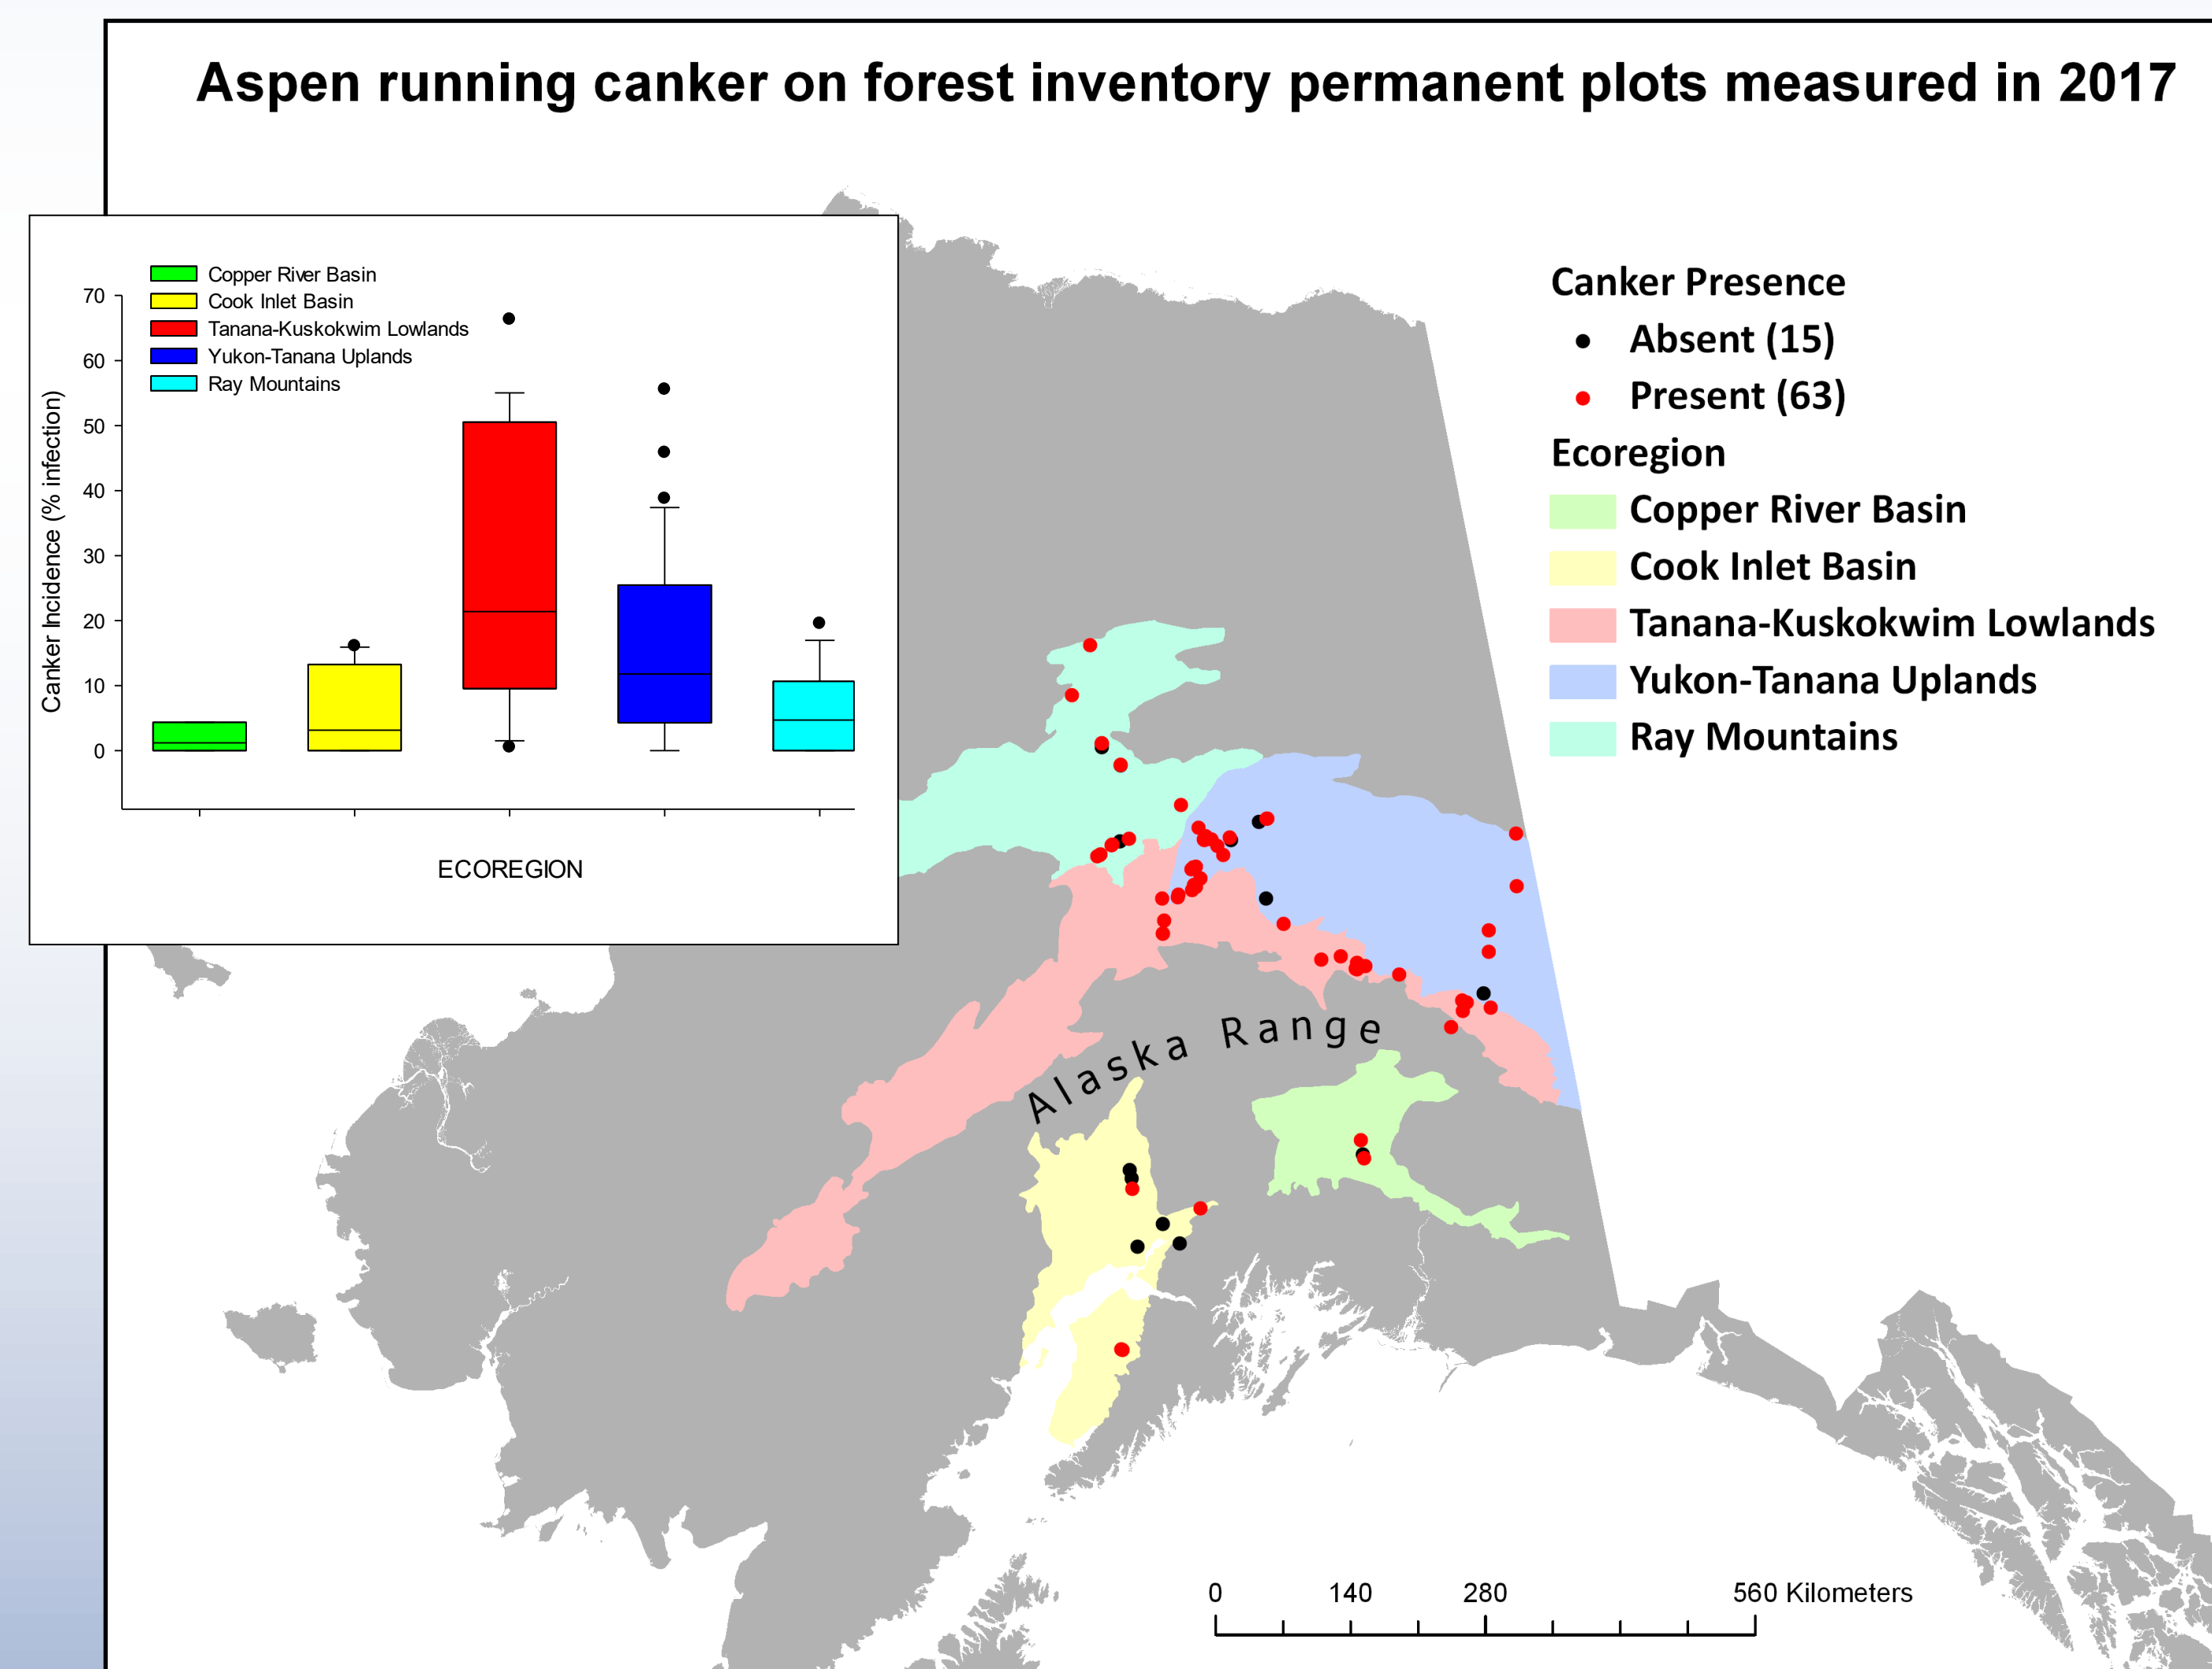 Aspen running canker on forest inventory permanent plots measured in 2017
Copper River Basin
Cook Inlet Basin
Tanana-Kuskokwim Lowlands
Yukon-Tanana Uplands
Ray Mountains
70
60
50
40
30
20
10
0
Canker Incidence (% infection)
ECOREGION
Canker Presence
Absent (15)
Present (63)
Ecoregion
Copper River Basin
Cook Inlet Basin
Tanana-Kuskokwim Lowlands
Yukon-Tanana Uplands
Ray Mountains
Alaska Range
0 140 280 560 Kilometers